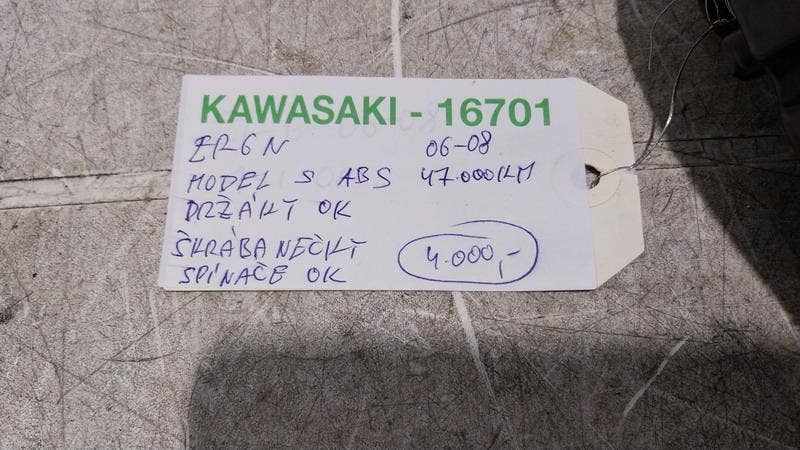 KAWASAKI - 16701
ER6N 06-08
MODEL S ABS 47.000KM
DRŽÁKY OK
ŠKRÁBANEČKY 4.000,-
SPÍNAČE OK